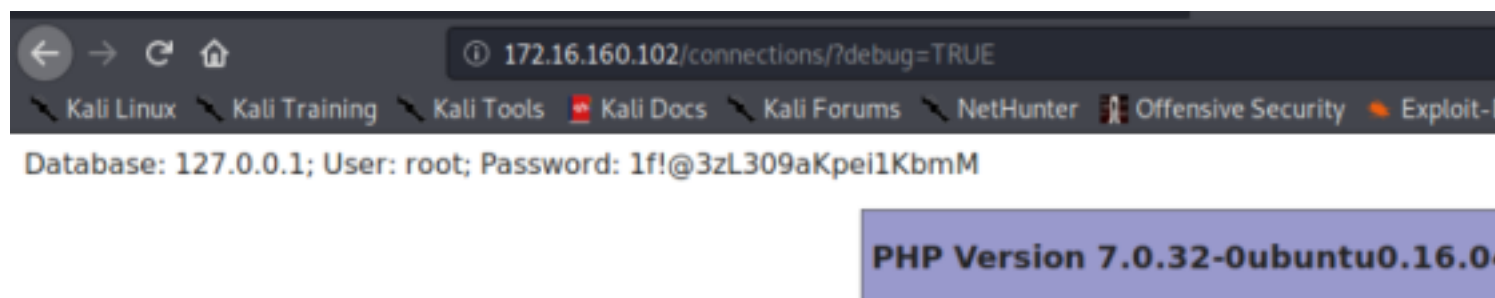 172.16.160.102/connections/?debug=TRUE
Kali Linux Kali Training Kali Tools Kali Docs Kali Forums NetHunter Offensive Security Exploit-
Database: 127.0.0.1; User: root; Password: 1f!@3zL309aKpei1KbmM
PHP Version 7.0.32-0ubuntu0.16.0